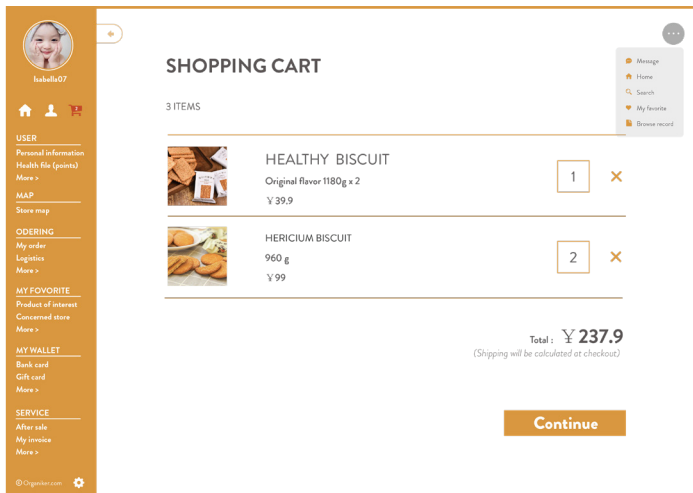 Isabella07
3
USER
Personal information
Health file (points)
More >
MAP
Store map
ODERING
My order
Logistics
More >
MY FOVORITE
Product of interest
Concerned store
More >
MY WALLET
Bank card
Gift card
More >
SERVICE
After sale
My invoice
More >
© Organiker.com
SHOPPING CART
3 ITEMS
HEALTHY BISCUIT
Original flavor 1180g x 2
¥39.9
1
HERICIUM BISCUIT
960 g
¥99
2
Total : ¥237.9
(Shipping will be calculated at checkout)
Continue
Message
Home
Search
My favorite
Browse record